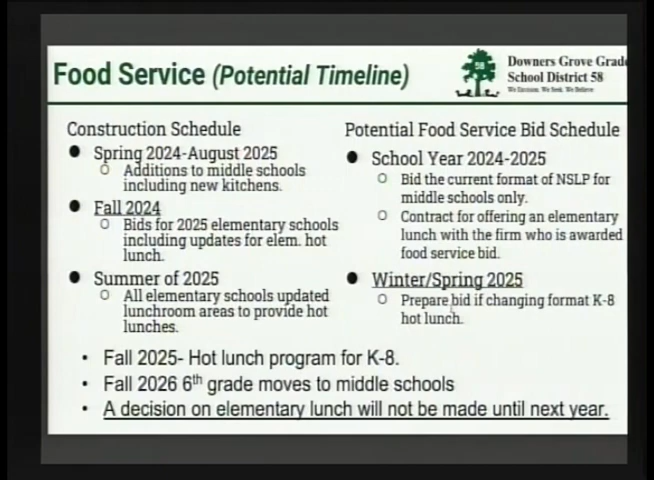 Food Service (Potential Timeline)
58
Downers Grove Grade
School District 58
Construction Schedule
● Spring 2024-August 2025
○ Additions to middle schools
including new kitchens.
● Fall 2024
○ Bids for 2025 elementary schools
including updates for elem. hot
lunch.
● Summer of 2025
○ All elementary schools updated
lunchroom areas to provide hot
lunches.
Potential Food Service Bid Schedule
● School Year 2024-2025
○ Bid the current format of NSLP for
middle schools only.
○ Contract for offering an elementary
lunch with the firm who is awarded
food service bid.
● Winter/Spring 2025
○ Prepare bid if changing format K-8
hot lunch.
• Fall 2025- Hot lunch program for K-8.
• Fall 2026 6th grade moves to middle schools
• A decision on elementary lunch will not be made until next year.